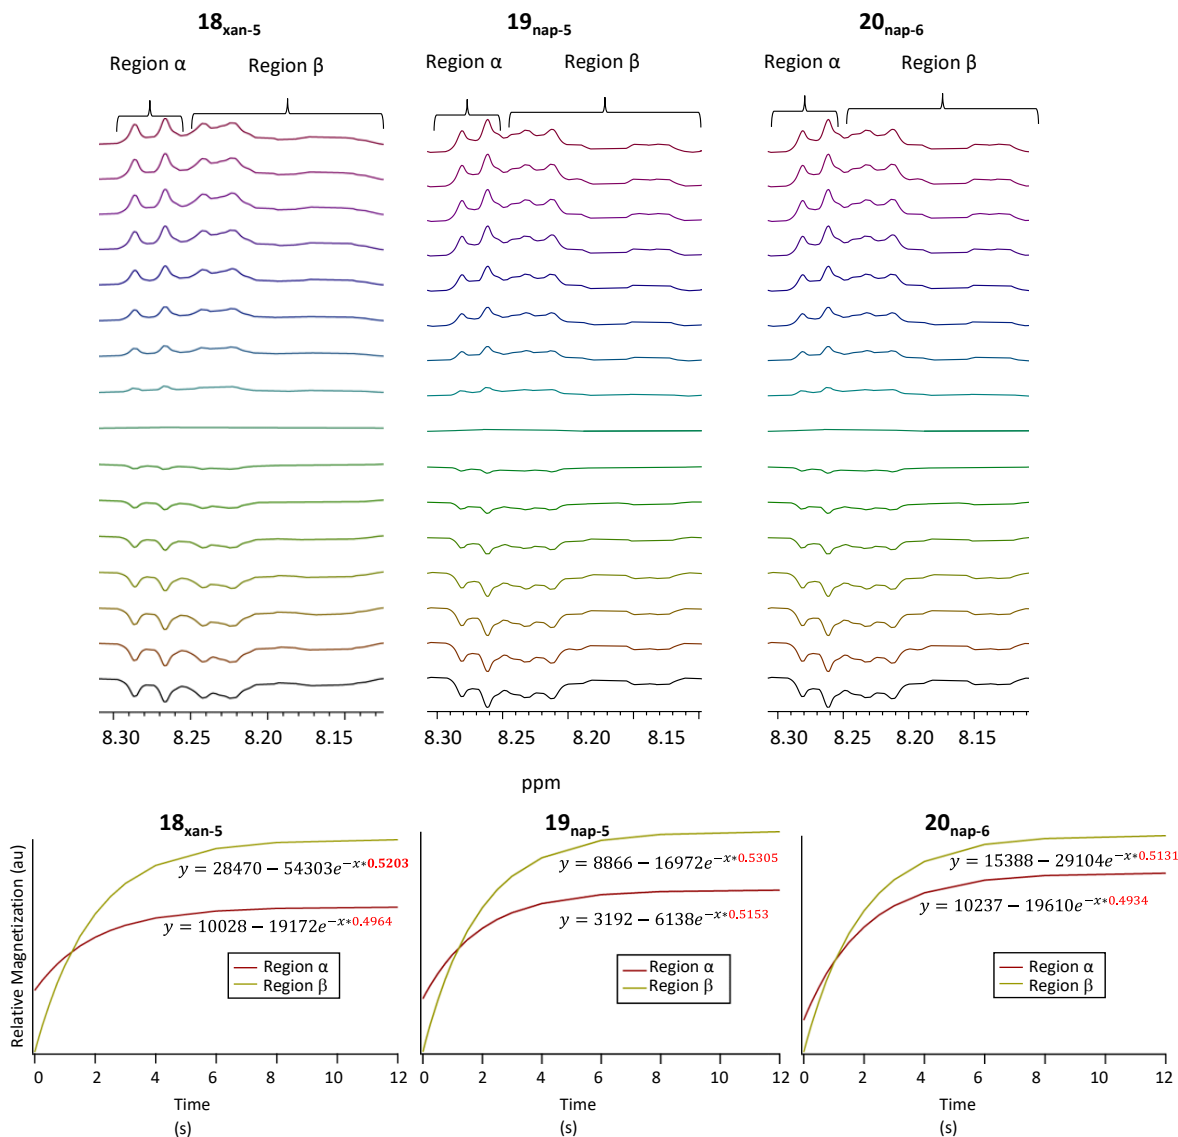 18xan-5 19nap-5 20nap-6
Region α Region β Region α Region β Region α Region β
8.30 8.25 8.20 8.15 8.30 8.25 8.20 8.15 8.30 8.25 8.20 8.15
ppm
18xan-5 19nap-5 20nap-6
Relative Magnetization (au)
y = 28470 − 54303e^−x∗0.5203
y = 10028 − 19172e^−x∗0.4964
Region α
Region β
0 2 4 6 8 10 12
Time
(s)
y = 8866 − 16972e^−x∗0.5305
y = 3192 − 6138e^−x∗0.5153
Region α
Region β
0 2 4 6 8 10 12
Time
(s)
y = 15388 − 29104e^−x∗0.5131
y = 10237 − 19610e^−x∗0.4934
Region α
Region β
0 2 4 6 8 10 12
Time
(s)